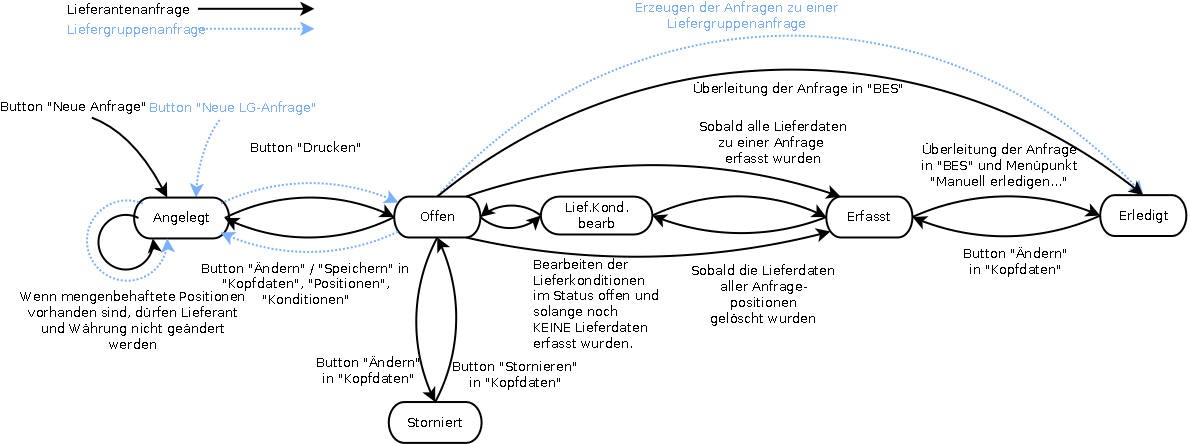 Lieferantenanfrage
Liefergruppenanfrage
Erzeugen der Anfragen zu einer
Liefergruppenanfrage
Überleitung der Anfrage in "BES"
Button "Neue Anfrage"
Button "Neue LG-Anfrage"
Button "Drucken"
Sobald alle Lieferdaten
zu einer Anfrage
erfasst wurden
Überleitung der Anfrage
in "BES" und Menüpunkt
"Manuell erledigen..."
Angelegt
Offen
Lief.Kond.
bearb
Erfasst
Erledigt
Button "Ändern" / "Speichern" in
"Kopfdaten", "Positionen",
"Konditionen"
Wenn mengenbehaftete Positionen
vorhanden sind, dürfen Lieferant
und Währung nicht geändert
werden
Bearbeiten der
Lieferkonditionen
im Status offen und
solange noch
KEINE Lieferdaten
erfasst wurden.
Sobald die Lieferdaten
aller Anfrage-
positionen
gelöscht wurden
Button "Ändern"
in "Kopfdaten"
Button "Ändern"
in "Kopfdaten"
Button "Stornieren"
in "Kopfdaten"
Storniert